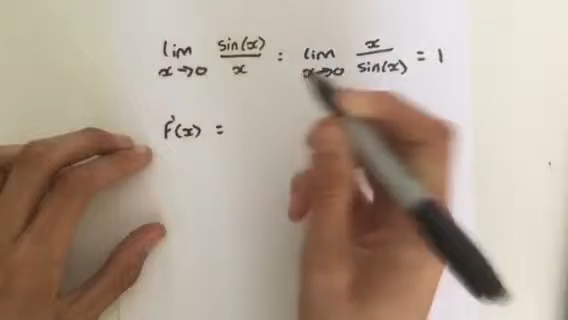 lim x→0 sin(x)/x = lim x→0 x/sin(x) = 1
f'(x) =